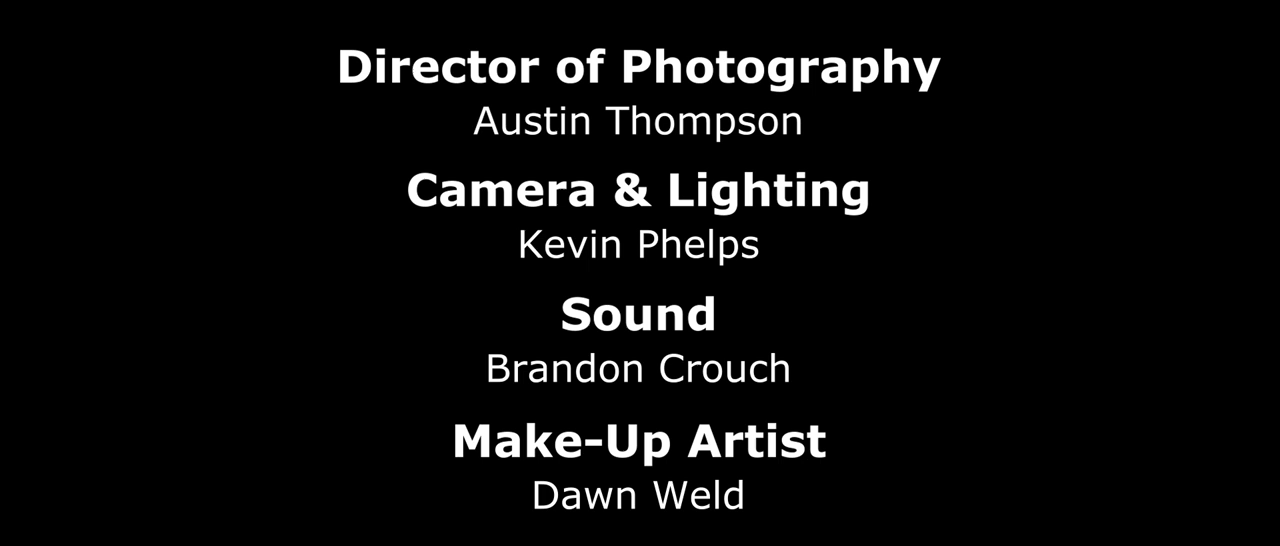 Director of Photography
Austin Thompson
Camera & Lighting
Kevin Phelps
Sound
Brandon Crouch
Make-Up Artist
Dawn Weld